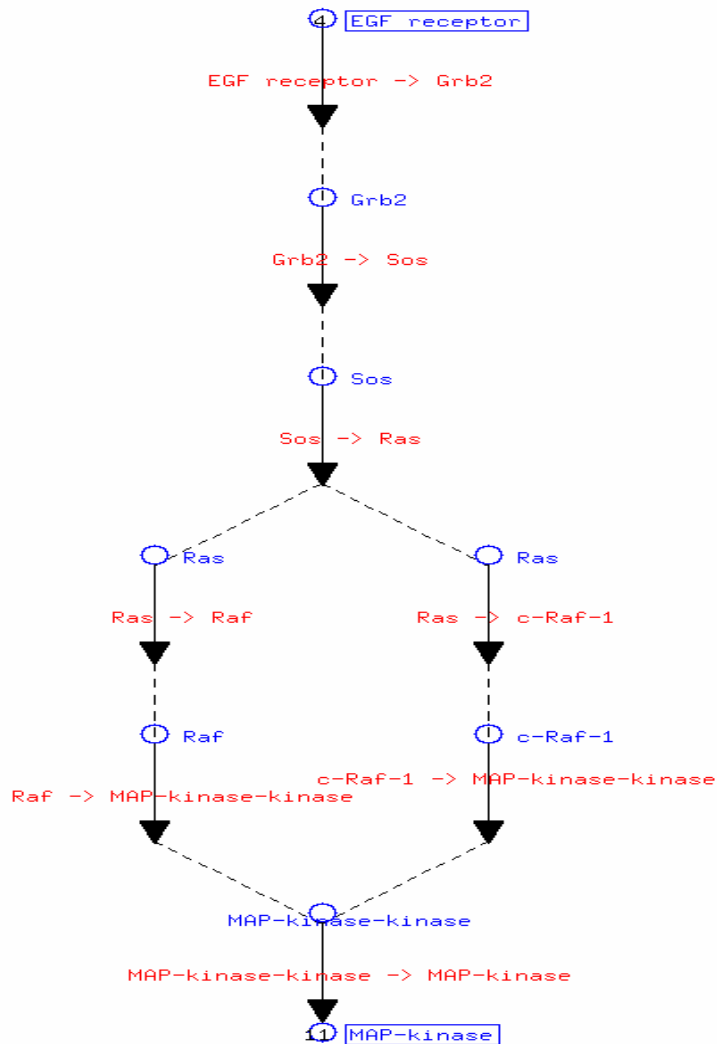 4 EGF receptor
EGF receptor -> Grb2
Grb2
Grb2 -> Sos
Sos
Sos -> Ras
Ras Ras
Ras -> Raf Ras -> c-Raf-1
Raf c-Raf-1
c-Raf-1 -> MAP-kinase-kinase
Raf -> MAP-kinase-kinase
MAP-kinase-kinase
MAP-kinase-kinase -> MAP-kinase
11 MAP-kinase